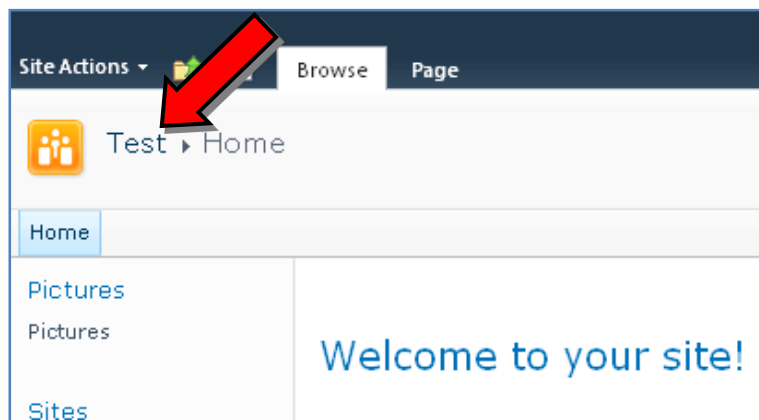 Site Actions Browse Page
Test Home
Home
Pictures
Pictures
Welcome to your site!
Sites